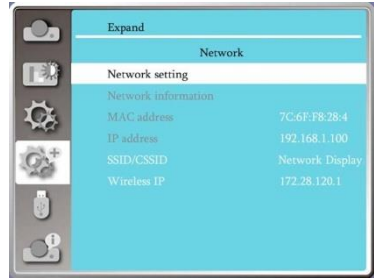 Expand
Network
Network setting
Network information
MAC address 7C:6F:F8:28:4
IP address 192.168.1.100
SSID/CSSID Network Display
Wireless IP 172.28.120.1